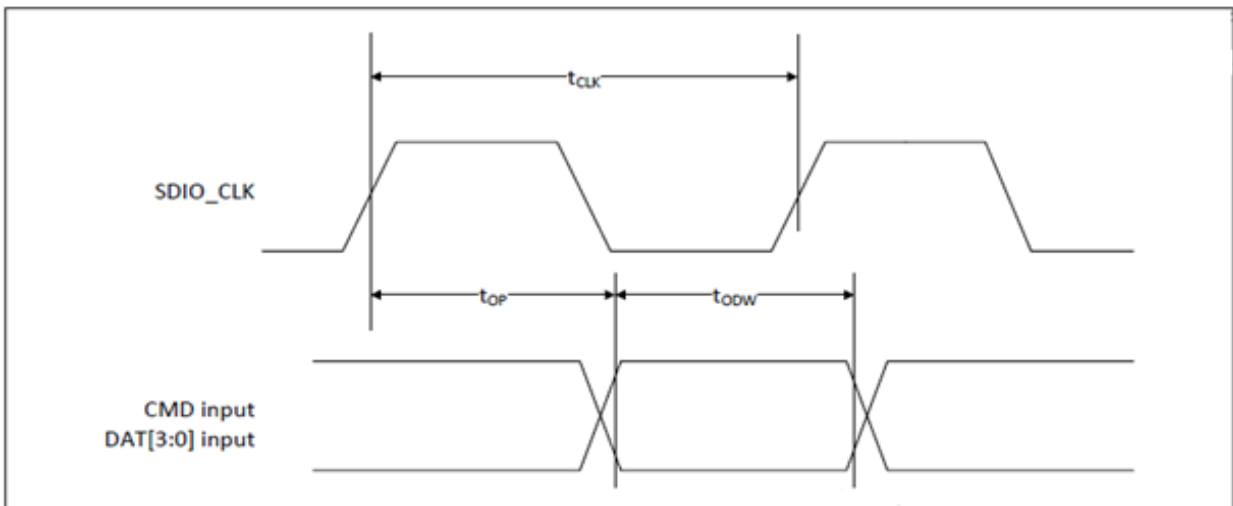 tCLK
SDIO_CLK
tOP
tODW
CMD input
DAT[3:0] input